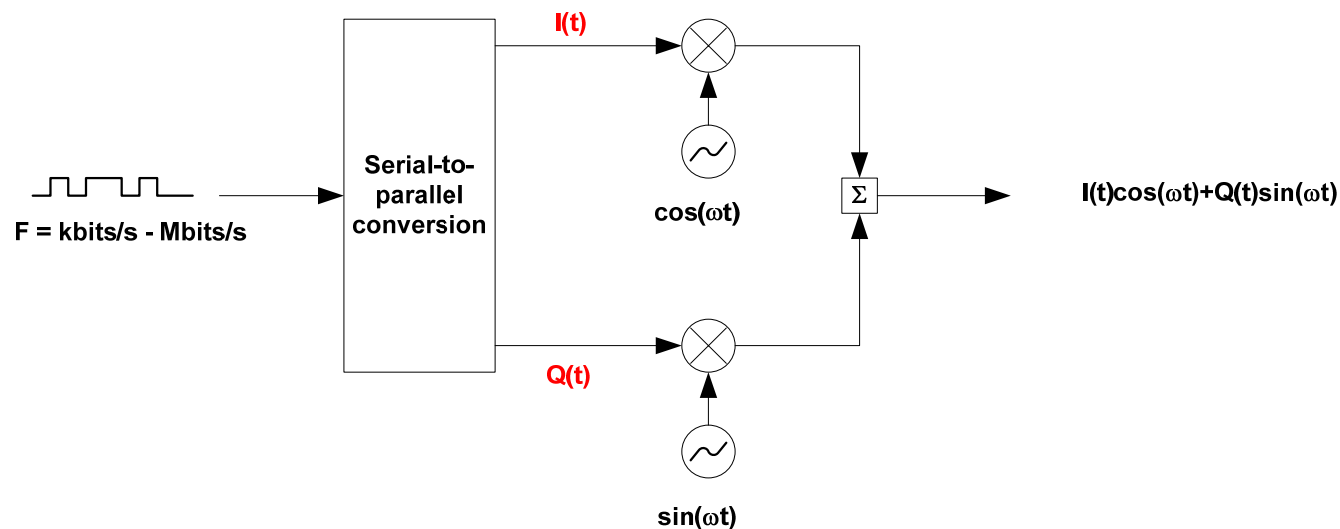 I(t)
Serial-to-
parallel
conversion
F = kbits/s - Mbits/s
cos(ωt)
Σ
I(t)cos(ωt)+Q(t)sin(ωt)
Q(t)
sin(ωt)